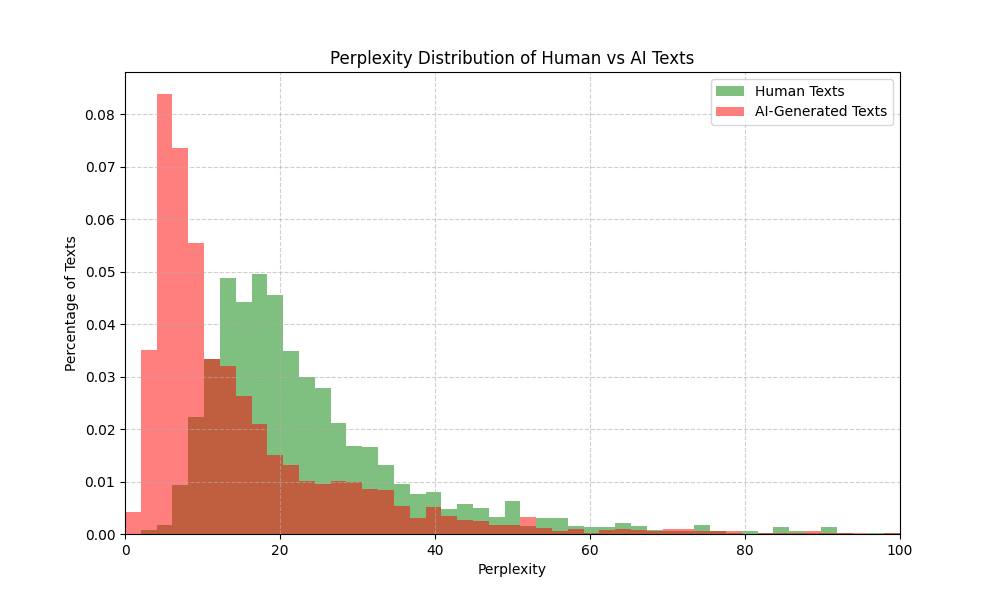 Perplexity Distribution of Human vs AI Texts
Human Texts
AI-Generated Texts
Percentage of Texts
0.08
0.07
0.06
0.05
0.04
0.03
0.02
0.01
0.00
0 20 40 60 80 100
Perplexity